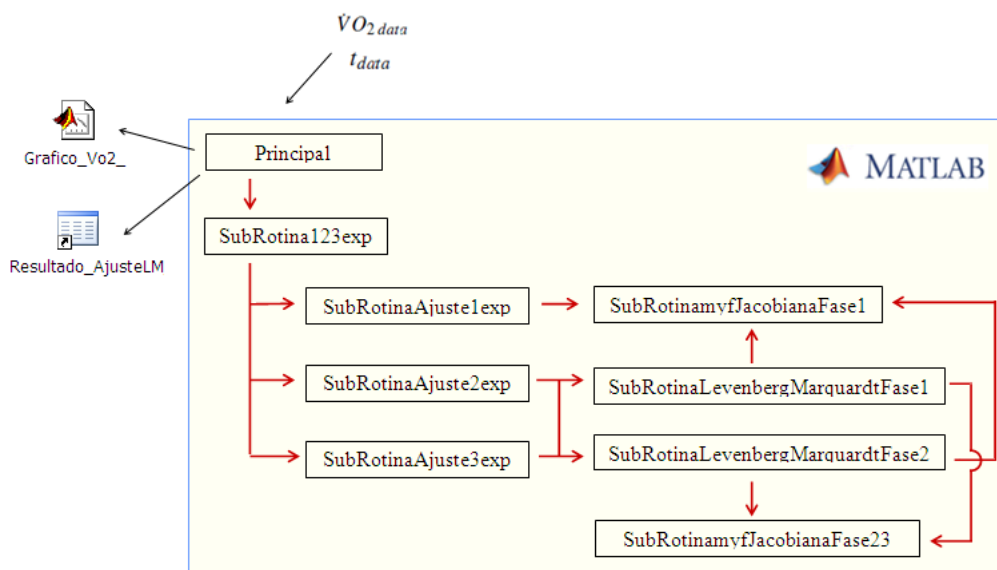 V̇O₂ data
t data
Grafico_Vo2_
Principal
MATLAB
SubRotina123exp
Resultado_AjusteLM
SubRotinaAjuste1exp
SubRotinamyfJacobianaFase1
SubRotinaAjuste2exp
SubRotinaLevenbergMarquardtFase1
SubRotinaAjuste3exp
SubRotinaLevenbergMarquardtFase2
SubRotinamyfJacobianaFase23